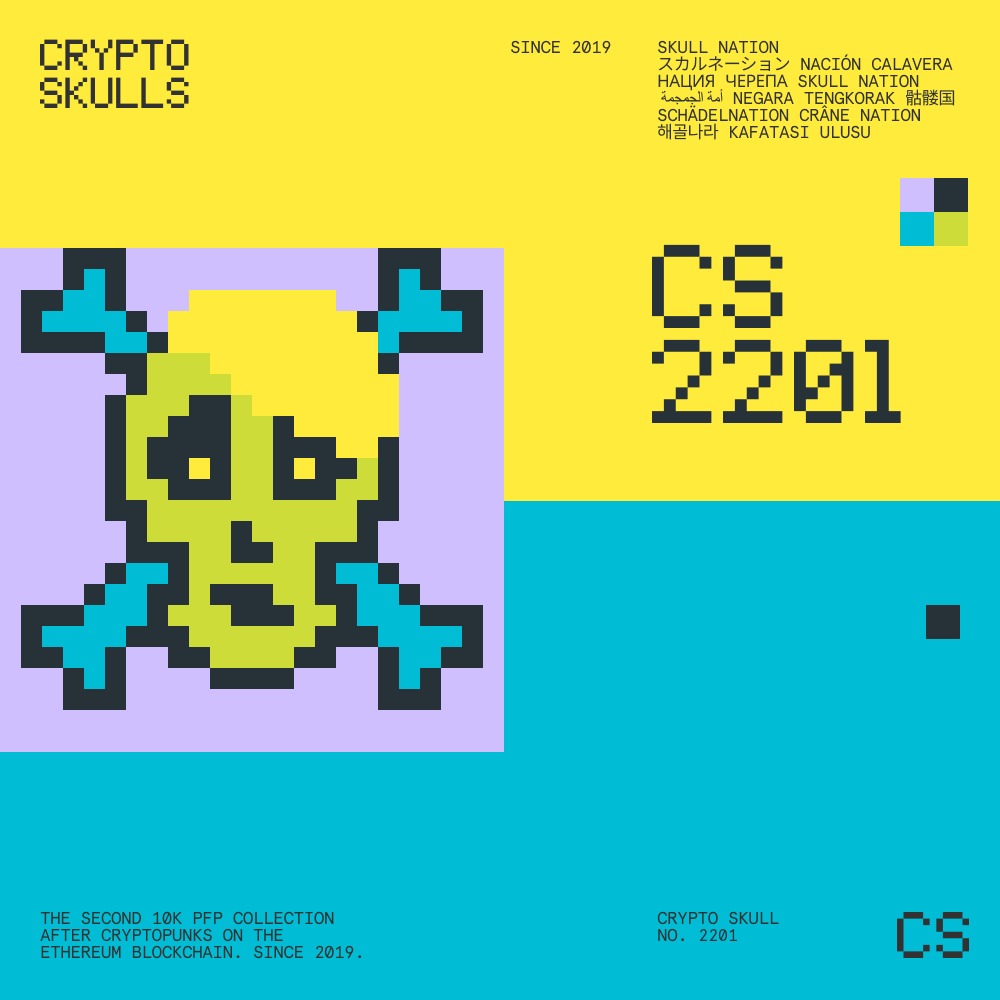 CRYPTO
SKULLS
SINCE 2019
SKULL NATION
スカルネーション NACIÓN CALAVERA
НАЦИЯ ЧЕРЕПА SKULL NATION
أمة الجمجمة NEGARA TENGKORAK 骷髅国
SCHÄDELNATION CRÂNE NATION
해골나라 KAFATASI ULUSU
CS
2201
THE SECOND 10K PFP COLLECTION
AFTER CRYPTOPUNKS ON THE
ETHEREUM BLOCKCHAIN. SINCE 2019.
CRYPTO SKULL
NO. 2201
CS